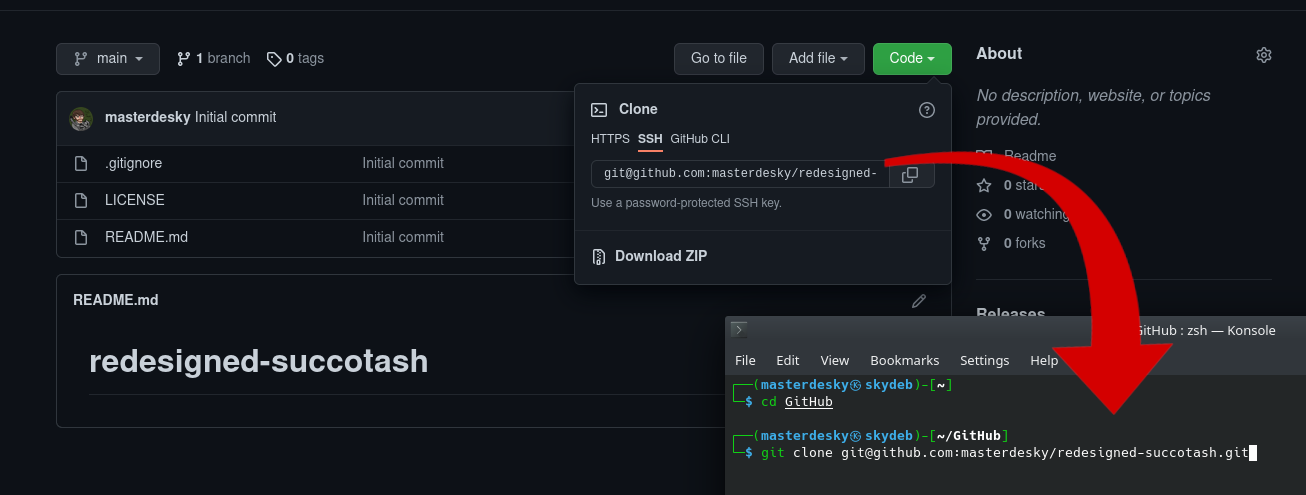 main
1 branch
0 tags
Go to file
Add file
Code
masterdesky Initial commit
.gitignore Initial commit
LICENSE Initial commit
README.md Initial commit
README.md
redesigned-succotash
Clone
HTTPS SSH GitHub CLI
git@github.com:masterdesky/redesigned-
Use a password-protected SSH key.
Download ZIP
About
No description, website, or topics
provided.
Readme
0 stars
0 watching
0 forks
Releases
GitHub : zsh — Konsole
File Edit View Bookmarks Settings Help
(masterdesky㉿ skydeb)-[~]
$ cd GitHub
(masterdesky㉿ skydeb)-[~/GitHub]
$ git clone git@github.com:masterdesky/redesigned-succotash.git